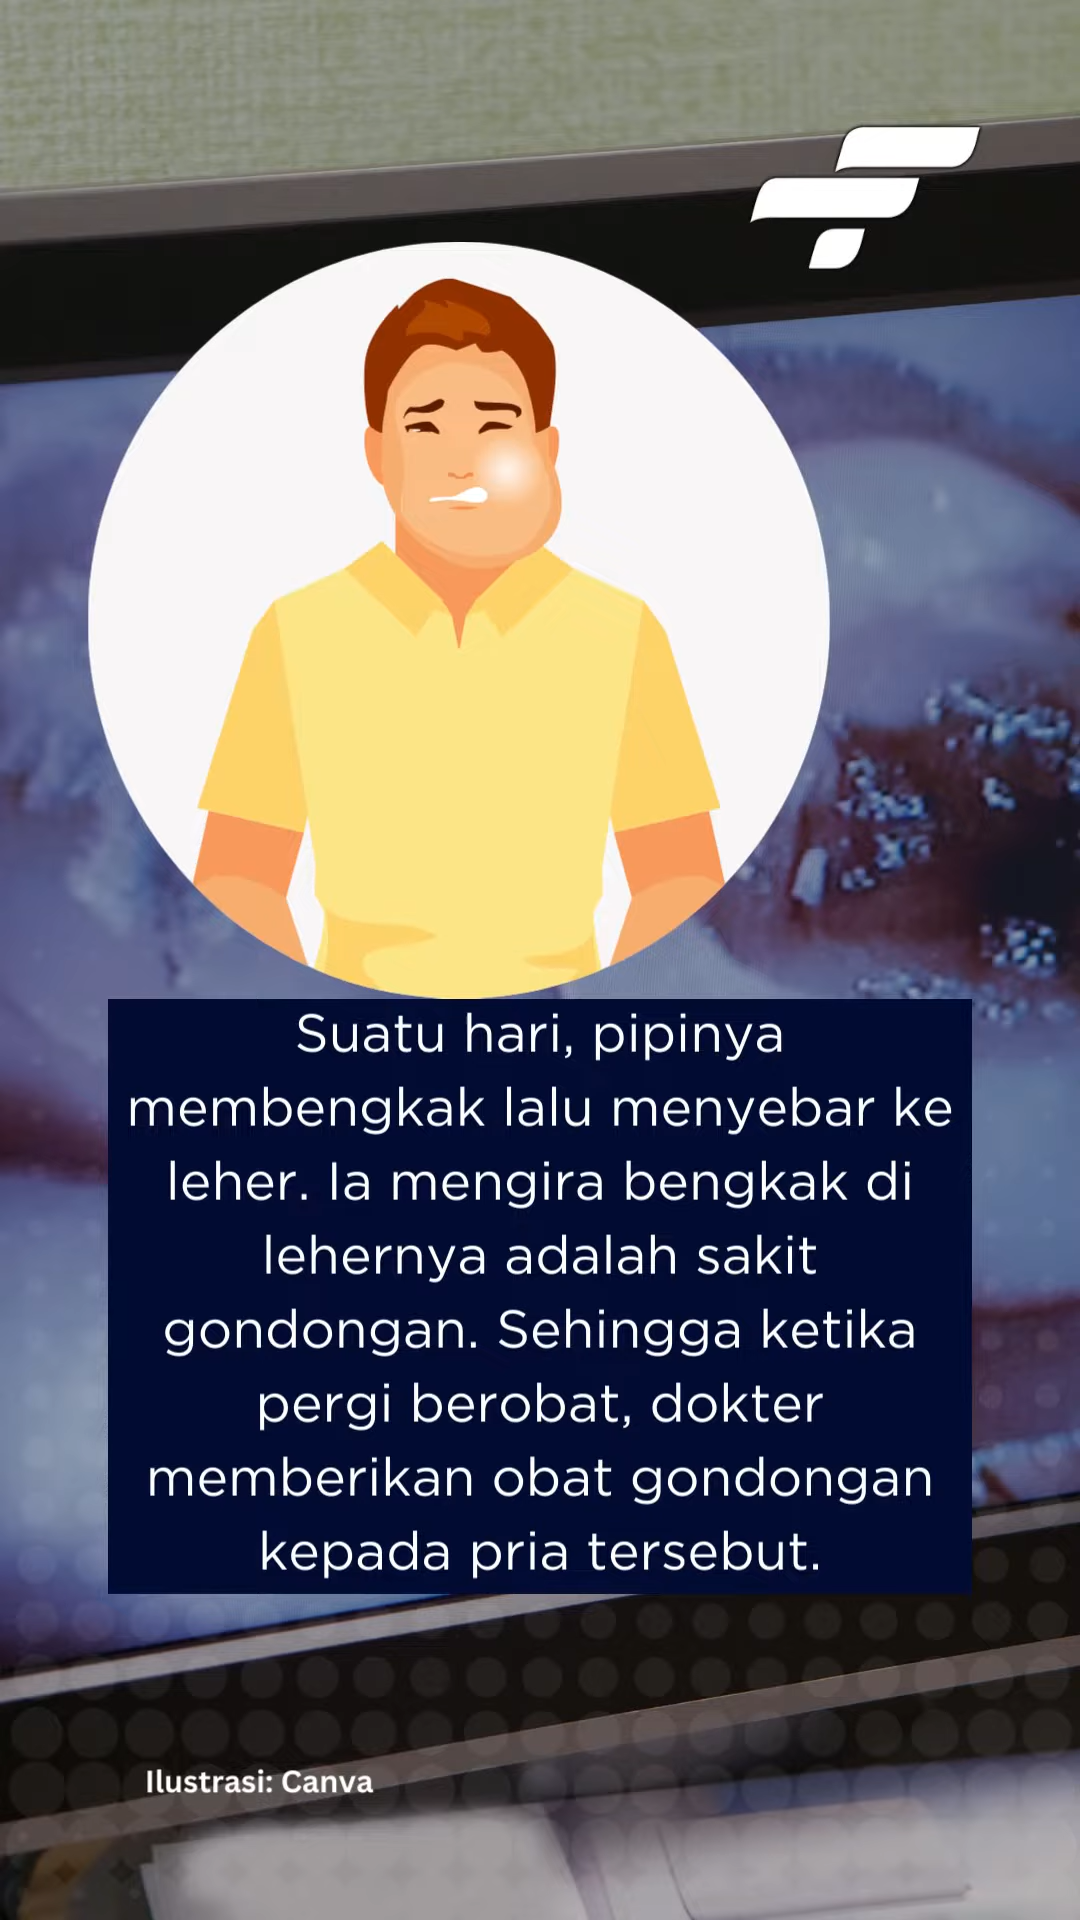 Suatu hari, pipinya
membengkak lalu menyebar ke
leher. Ia mengira bengkak di
lehernya adalah sakit
gondongan. Sehingga ketika
pergi berobat, dokter
memberikan obat gondongan
kepada pria tersebut.
Ilustrasi: Canva